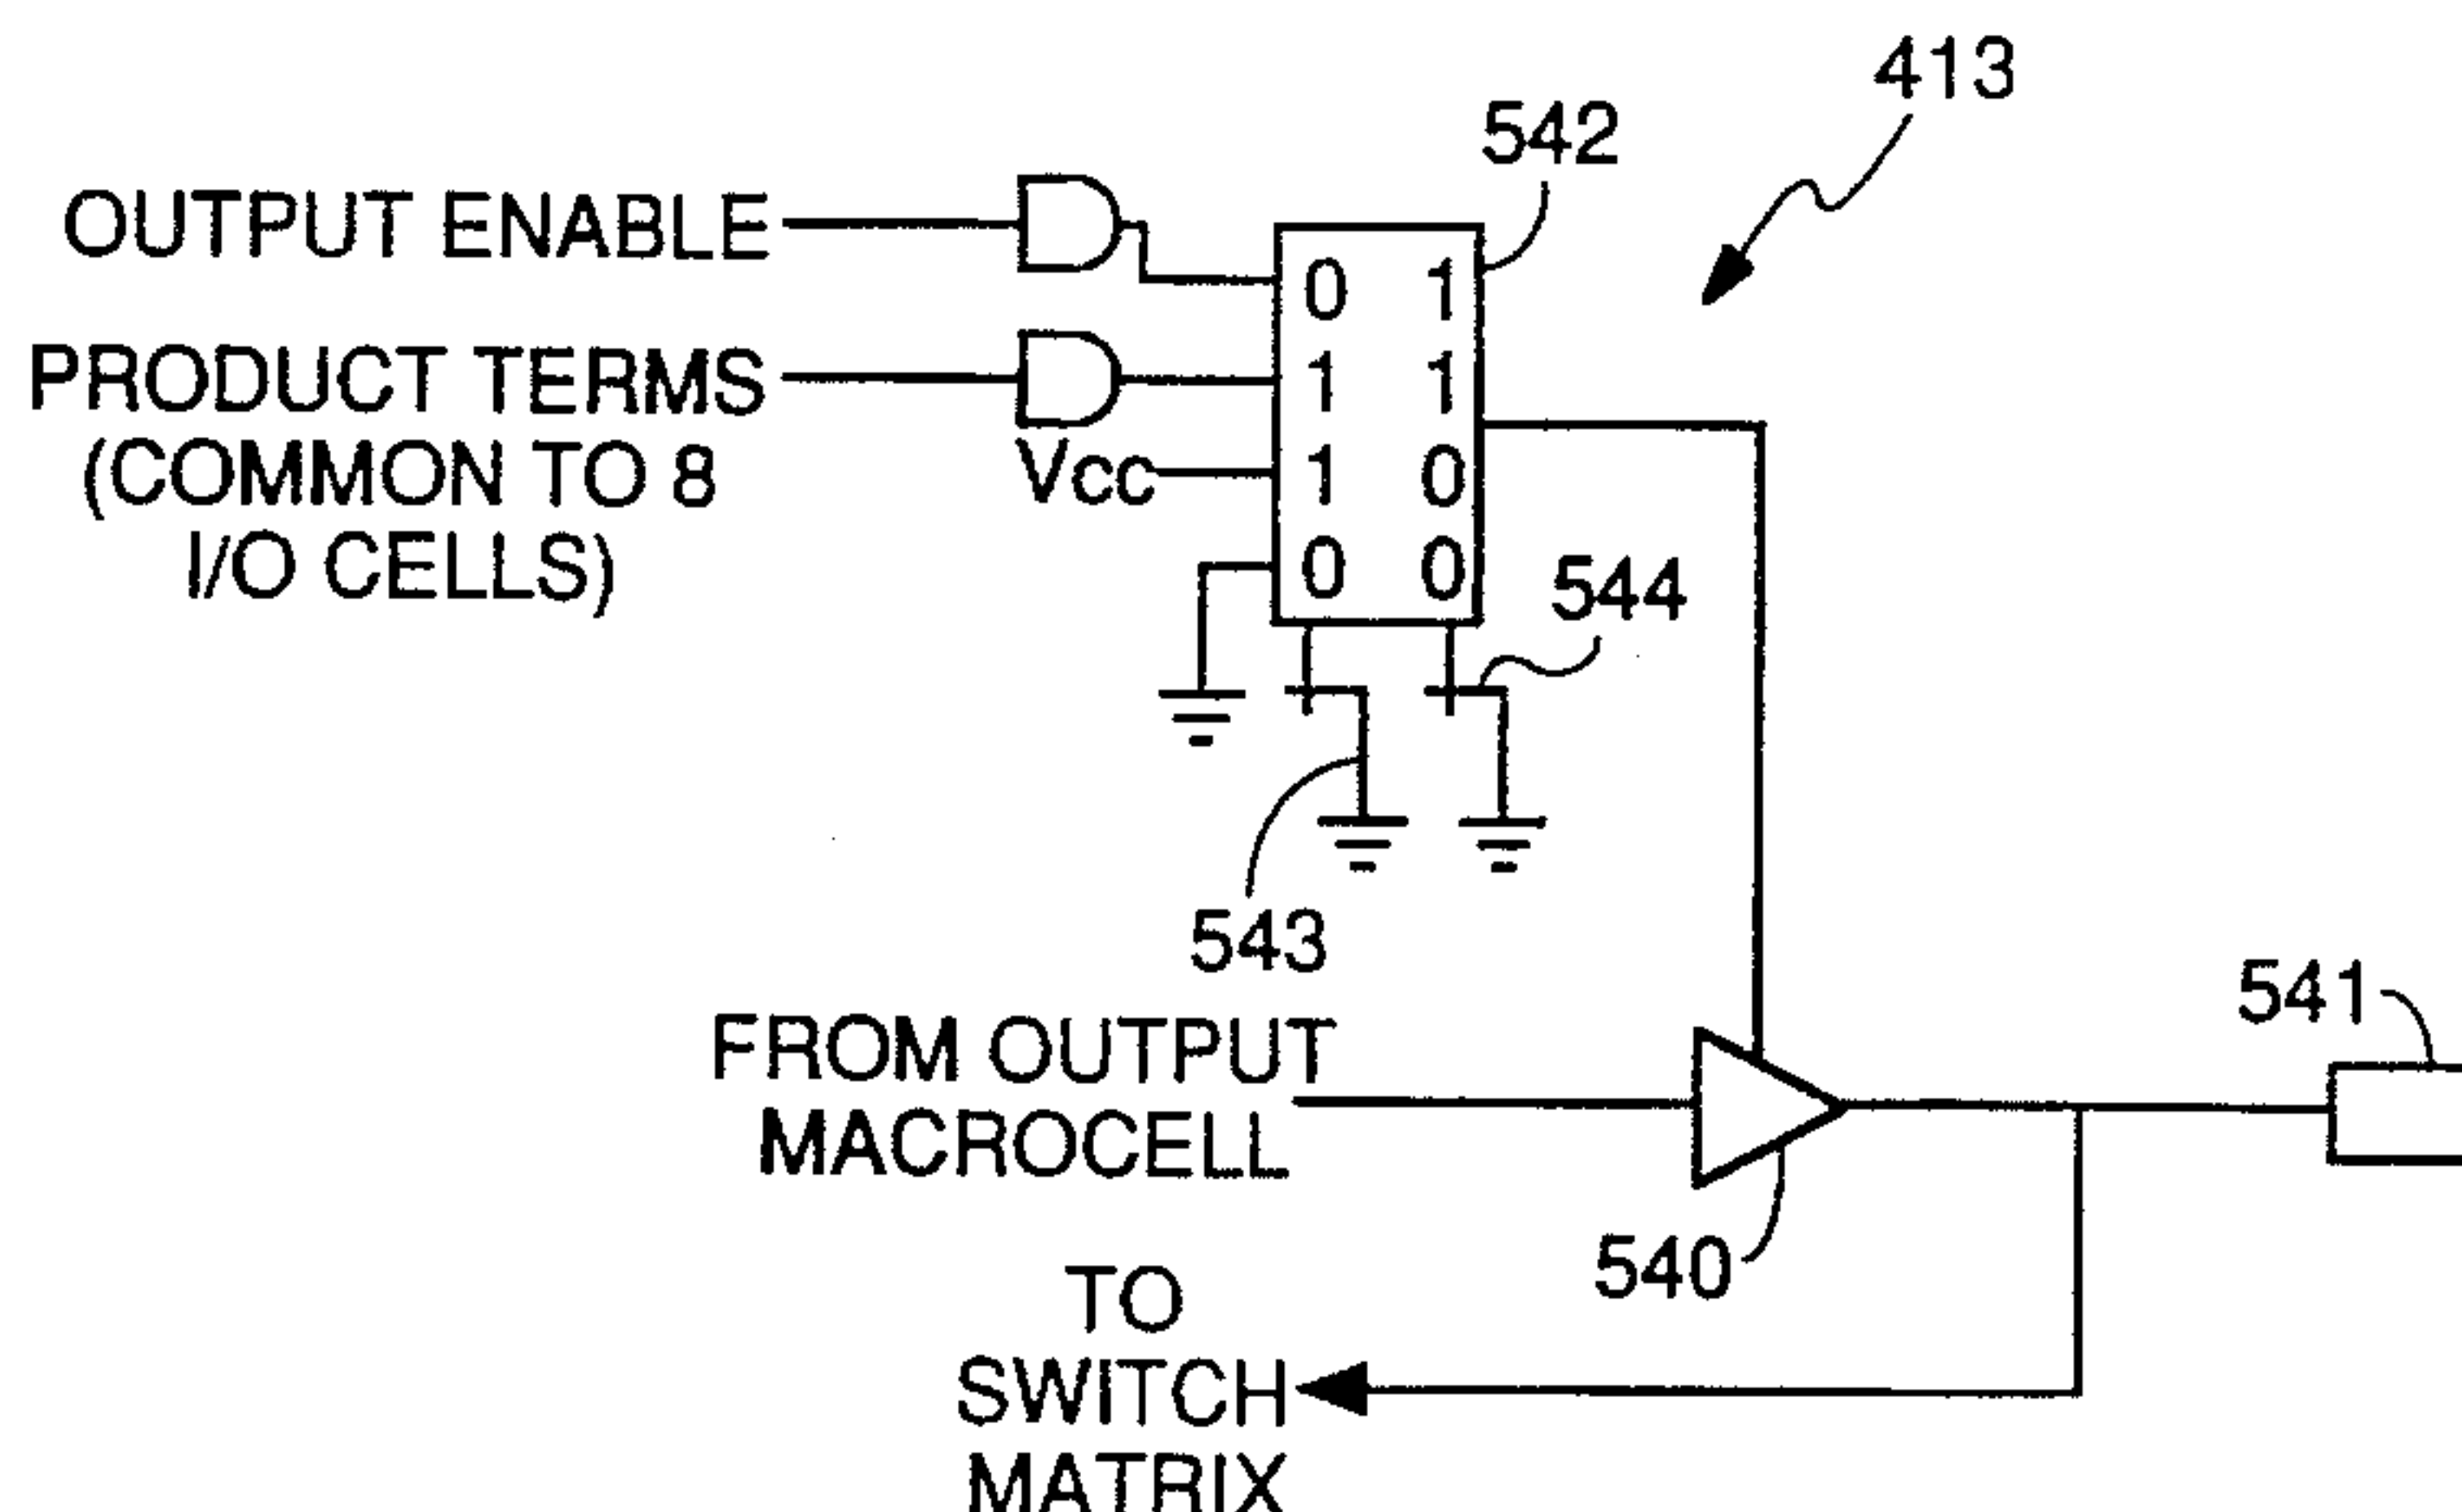 413
542
OUTPUT ENABLE
0 1
PRODUCT TERMS
1 1
(COMMON TO 8
Vcc
1 0
I/O CELLS)
0 0
544
543
541
FROM OUTPUT
MACROCELL
540
TO
SWITCH
MATRIX